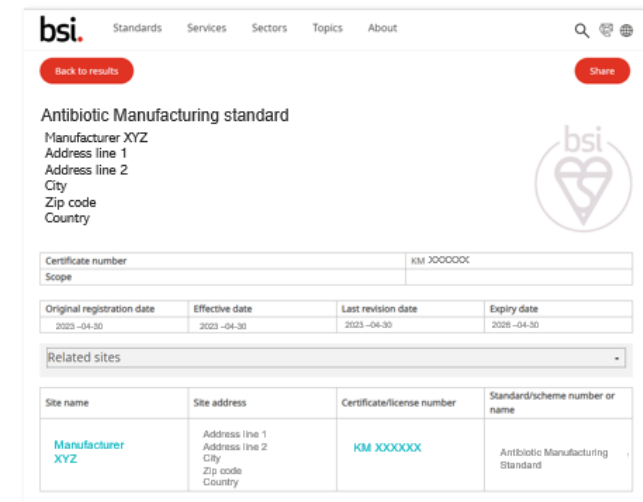 bsi.
Standards Services Sectors Topics About
Back to results
Share
Antibiotic Manufacturing standard
Manufacturer XYZ
Address line 1
Address line 2
City
Zip code
Country
bsi
Certificate number KM XXXXXXX
Scope
Original registration date Effective date Last revision date Expiry date
2023 -04-30 2023 -04-30 2023 -04-30 2026 -04-30
Related sites
Site name Site address Certificate/license number Standard/scheme number or name
Manufacturer XYZ
Address line 1
Address line 2
City
Zip code
Country
KM XXXXXX
Antibiotic Manufacturing
Standard